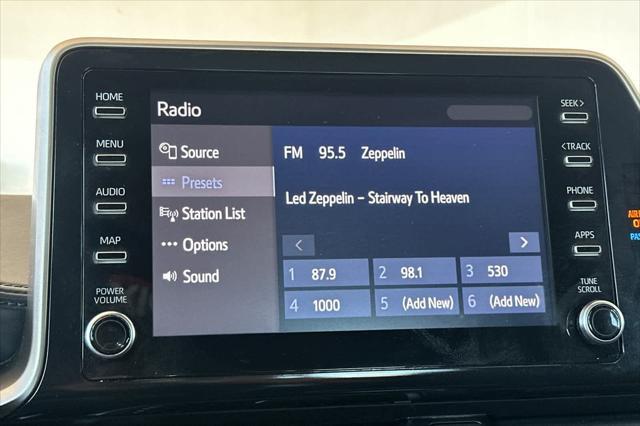 HOME
MENU
AUDIO
MAP
POWER
VOLUME
Radio
Source
Presets
Station List
Options
Sound
FM 95.5 Zeppelin
Led Zeppelin – Stairway To Heaven
< >
1 87.9 2 98.1 3 530
4 1000 5 (Add New) 6 (Add New)
SEEK >
< TRACK
PHONE
APPS
TUNE
SCROLL